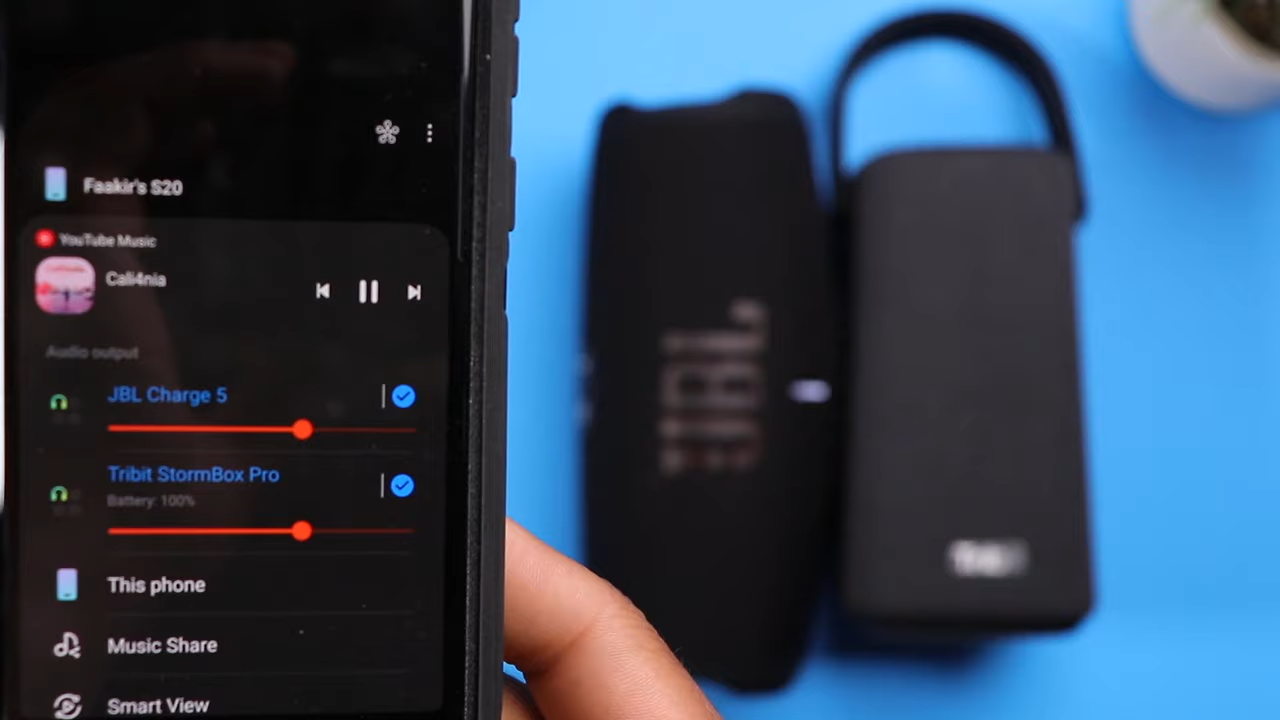 Faakir's S20
YouTube Music
Cali4nia
Audio output
JBL Charge 5
Tribit StormBox Pro
Battery: 100%
This phone
Music Share
Smart View
JBL